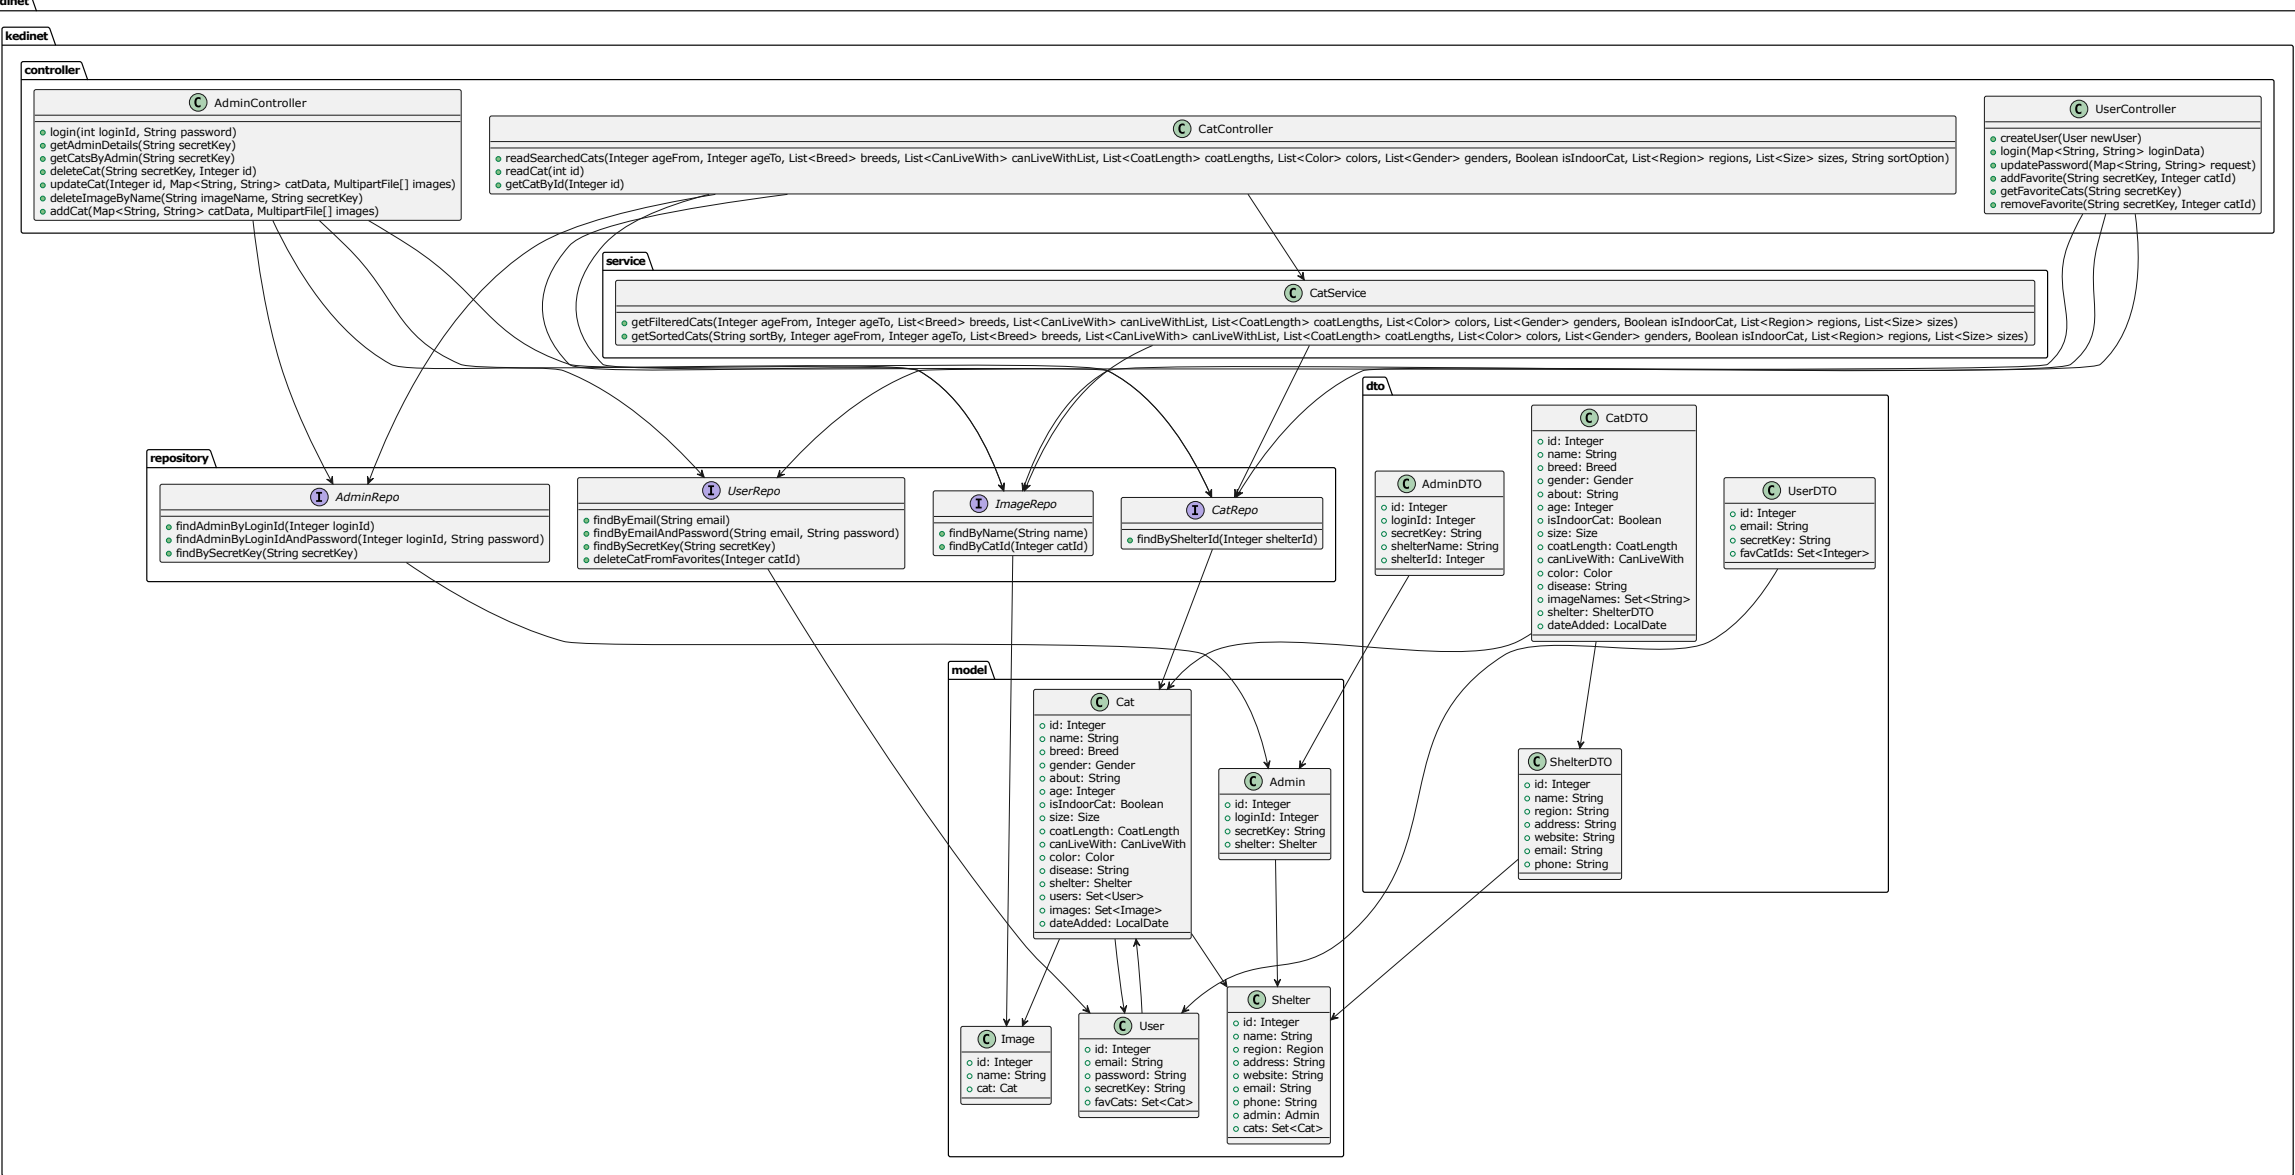 dinet
kedinet
controller
C AdminController
login(int loginId, String password)
getAdminDetails(String secretKey)
getCatsByAdmin(String secretKey)
deleteCat(String secretKey, Integer id)
updateCat(Integer id, Map<String, String> catData, MultipartFile[] images)
deleteImageByName(String imageName, String secretKey)
addCat(Map<String, String> catData, MultipartFile[] images)
C CatController
readSearchedCats(Integer ageFrom, Integer ageTo, List<Breed> breeds, List<CanLiveWith> canLiveWithList, List<CoatLength> coatLengths, List<Color> colors, List<Gender> genders, Boolean isIndoorCat, List<Region> regions, List<Size> sizes, String sortOption)
readCat(int id)
getCatById(Integer id)
C UserController
createUser(User newUser)
login(Map<String, String> loginData)
updatePassword(Map<String, String> request)
addFavorite(String secretKey, Integer catId)
getFavoriteCats(String secretKey)
removeFavorite(String secretKey, Integer catId)
service
C CatService
getFilteredCats(Integer ageFrom, Integer ageTo, List<Breed> breeds, List<CanLiveWith> canLiveWithList, List<CoatLength> coatLengths, List<Color> colors, List<Gender> genders, Boolean isIndoorCat, List<Region> regions, List<Size> sizes)
getSortedCats(String sortBy, Integer ageFrom, Integer ageTo, List<Breed> breeds, List<CanLiveWith> canLiveWithList, List<CoatLength> coatLengths, List<Color> colors, List<Gender> genders, Boolean isIndoorCat, List<Region> regions, List<Size> sizes)
repository
I AdminRepo
findAdminByLoginId(Integer loginId)
findAdminByLoginIdAndPassword(Integer loginId, String password)
findBySecretKey(String secretKey)
I UserRepo
findByEmail(String email)
findByEmailAndPassword(String email, String password)
findBySecretKey(String secretKey)
deleteCatFromFavorites(Integer catId)
I ImageRepo
findByName(String name)
findByCatId(Integer catId)
I CatRepo
findByShelterId(Integer shelterId)
dto
C AdminDTO
id: Integer
loginId: Integer
secretKey: String
shelterName: String
shelterId: Integer
C CatDTO
id: Integer
name: String
breed: Breed
gender: Gender
about: String
age: Integer
isIndoorCat: Boolean
size: Size
coatLength: CoatLength
canLiveWith: CanLiveWith
color: Color
disease: String
imageNames: Set<String>
shelter: ShelterDTO
dateAdded: LocalDate
C UserDTO
id: Integer
email: String
secretKey: String
favCatIds: Set<Integer>
C ShelterDTO
id: Integer
name: String
region: String
address: String
website: String
email: String
phone: String
model
C Cat
id: Integer
name: String
breed: Breed
gender: Gender
about: String
age: Integer
isIndoorCat: Boolean
size: Size
coatLength: CoatLength
canLiveWith: CanLiveWith
color: Color
disease: String
shelter: Shelter
users: Set<User>
images: Set<Image>
dateAdded: LocalDate
C Admin
id: Integer
loginId: Integer
secretKey: String
shelter: Shelter
C Image
id: Integer
name: String
cat: Cat
C User
id: Integer
email: String
password: String
secretKey: String
favCats: Set<Cat>
C Shelter
id: Integer
name: String
region: Region
address: String
website: String
email: String
phone: String
admin: Admin
cats: Set<Cat>